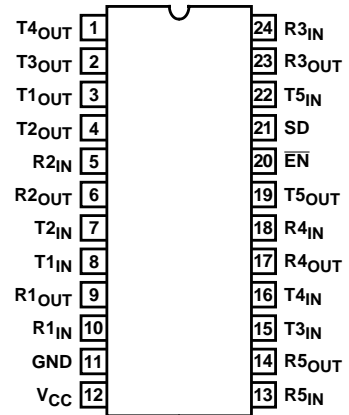 T4OUT 1 24 R3IN
T3OUT 2 23 R3OUT
T1OUT 3 22 T5IN
T2OUT 4 21 SD
R2IN 5 20 E̅N̅
R2OUT 6 19 T5OUT
T2IN 7 18 R4IN
T1IN 8 17 R4OUT
R1OUT 9 16 T4IN
R1IN 10 15 T3IN
GND 11 14 R5OUT
VCC 12 13 R5IN